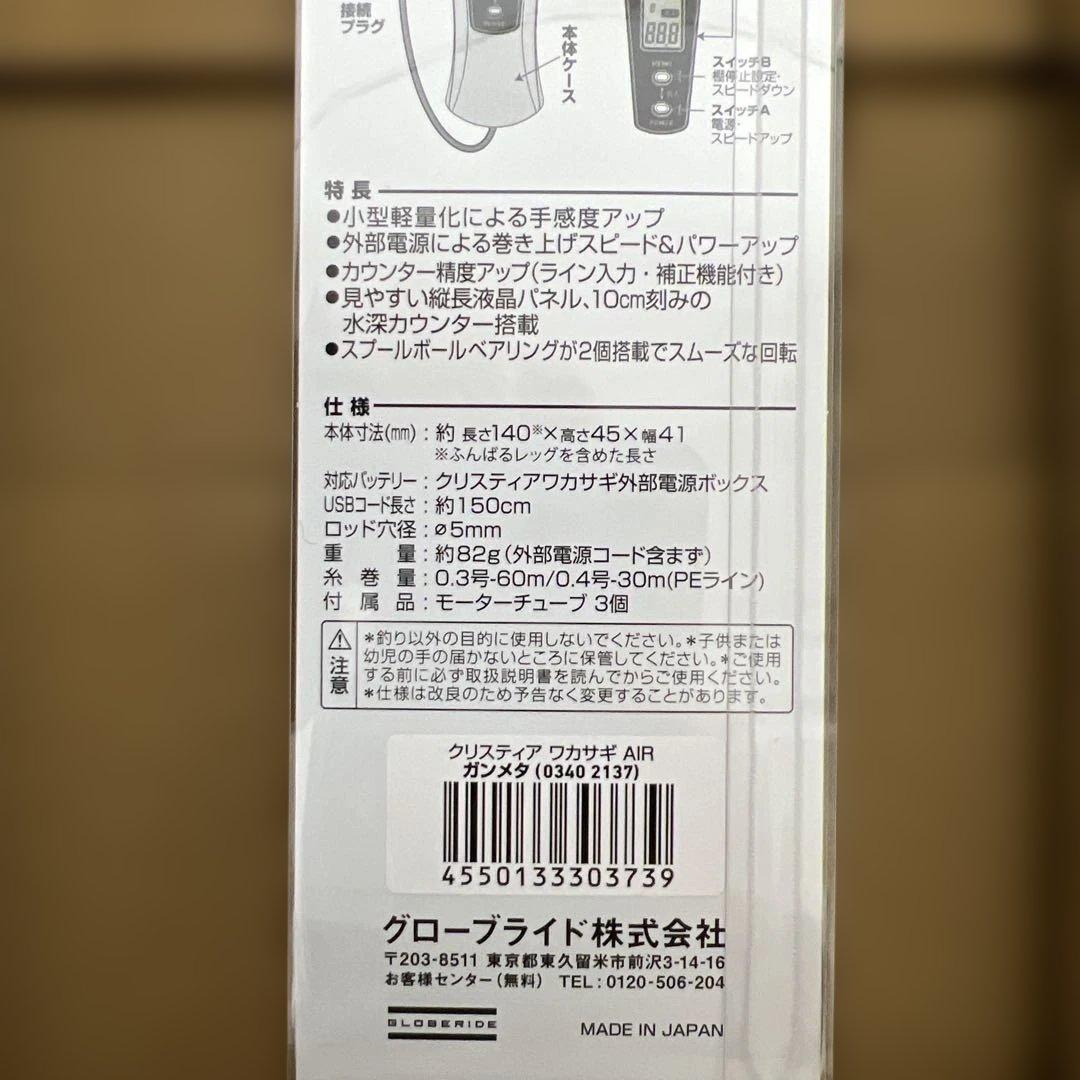 接続
プラグ
本体ケース
スイッチB
棚停止設定・
スピードダウン
スイッチA
電源・
スピードアップ
特長
●小型軽量化による手感度アップ
●外部電源による巻き上げスピード&パワーアップ
●カウンター精度アップ(ライン入力・補正機能付き)
●見やすい縦長液晶パネル、10cm刻みの
水深カウンター搭載
●スプールボールベアリングが2個搭載でスムーズな回転
仕様
本体寸法(mm):約 長さ140※×高さ45×幅41
※ふんばるレッグを含めた長さ
対応バッテリー:クリスティアワカサギ外部電源ボックス
USBコード長さ:約150cm
ロッド穴径:ø5mm
重量:約82g(外部電源コード含まず)
糸巻量:0.3号-60m/0.4号-30m(PEライン)
付属品:モーターチューブ 3個
注意
*釣り以外の目的に使用しないでください。*子供または
幼児の手の届かないところに保管してください。*ご使用
する前に必ず取扱説明書を読んでからご使用ください。
*仕様は改良のため予告なく変更することがあります。
クリスティア ワカサギ AIR
ガンメタ(0340 2137)
4550133303739
グローブライド株式会社
〒203-8511 東京都東久留米市前沢3-14-16
お客様センター(無料) TEL:0120-506-204
GLOBERIDE
MADE IN JAPAN